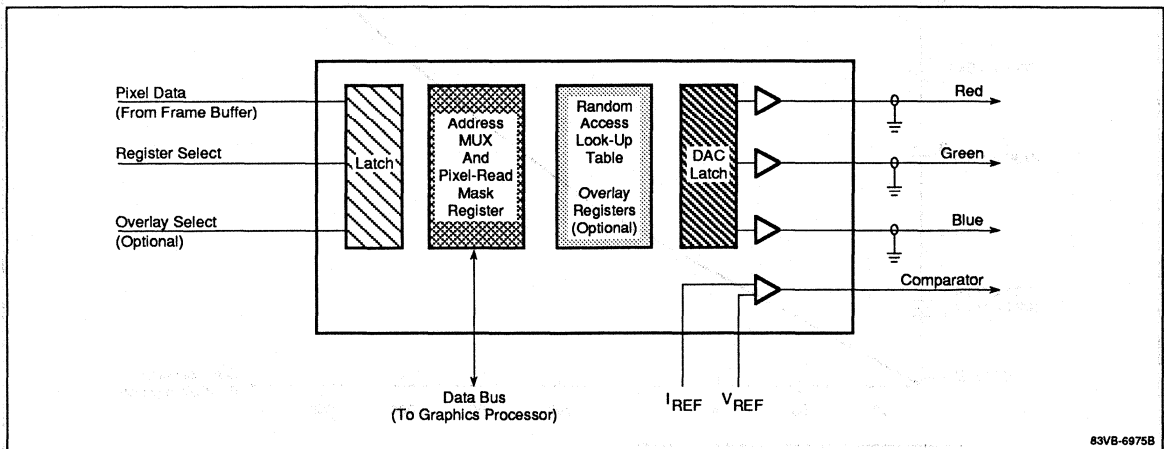 Pixel Data
(From Frame Buffer)
Register Select
Overlay Select
(Optional)
Latch
Address
MUX
And
Pixel-Read
Mask
Register
Random
Access
Look-Up
Table
Overlay
Registers
(Optional)
DAC
Latch
Red
Green
Blue
Comparator
Data Bus
(To Graphics Processor)
IREF VREF
83VB-6975B